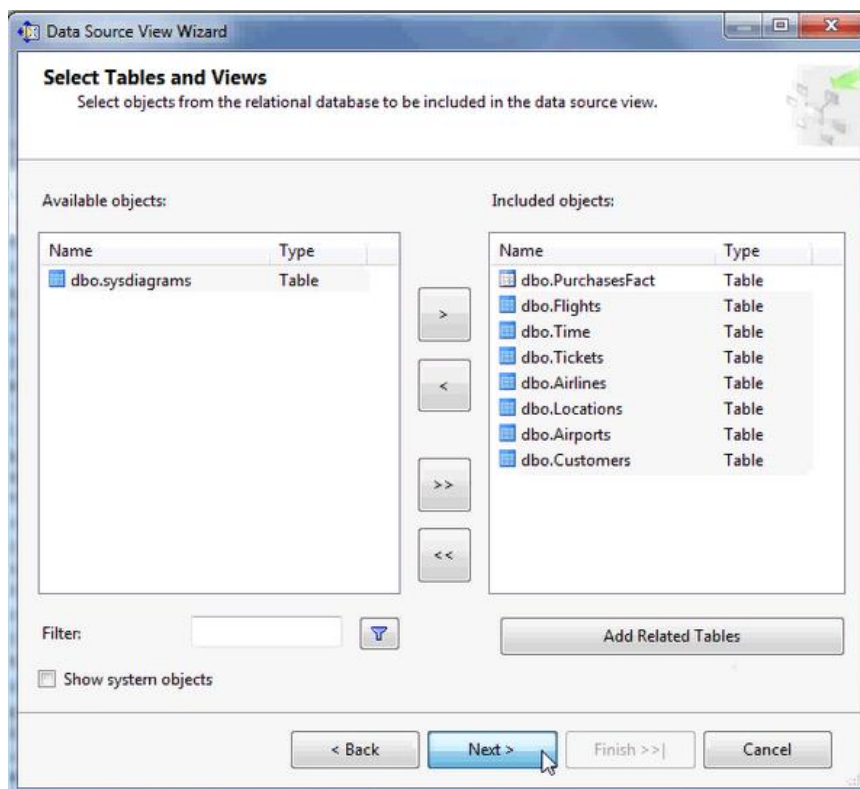 Data Source View Wizard
Select Tables and Views
Select objects from the relational database to be included in the data source view.
Available objects:
Name Type
dbo.sysdiagrams Table
>
<
>>
<<
Included objects:
Name Type
dbo.PurchasesFact Table
dbo.Flights Table
dbo.Time Table
dbo.Tickets Table
dbo.Airlines Table
dbo.Locations Table
dbo.Airports Table
dbo.Customers Table
Filter:
Add Related Tables
Show system objects
< Back Next > Finish >>| Cancel